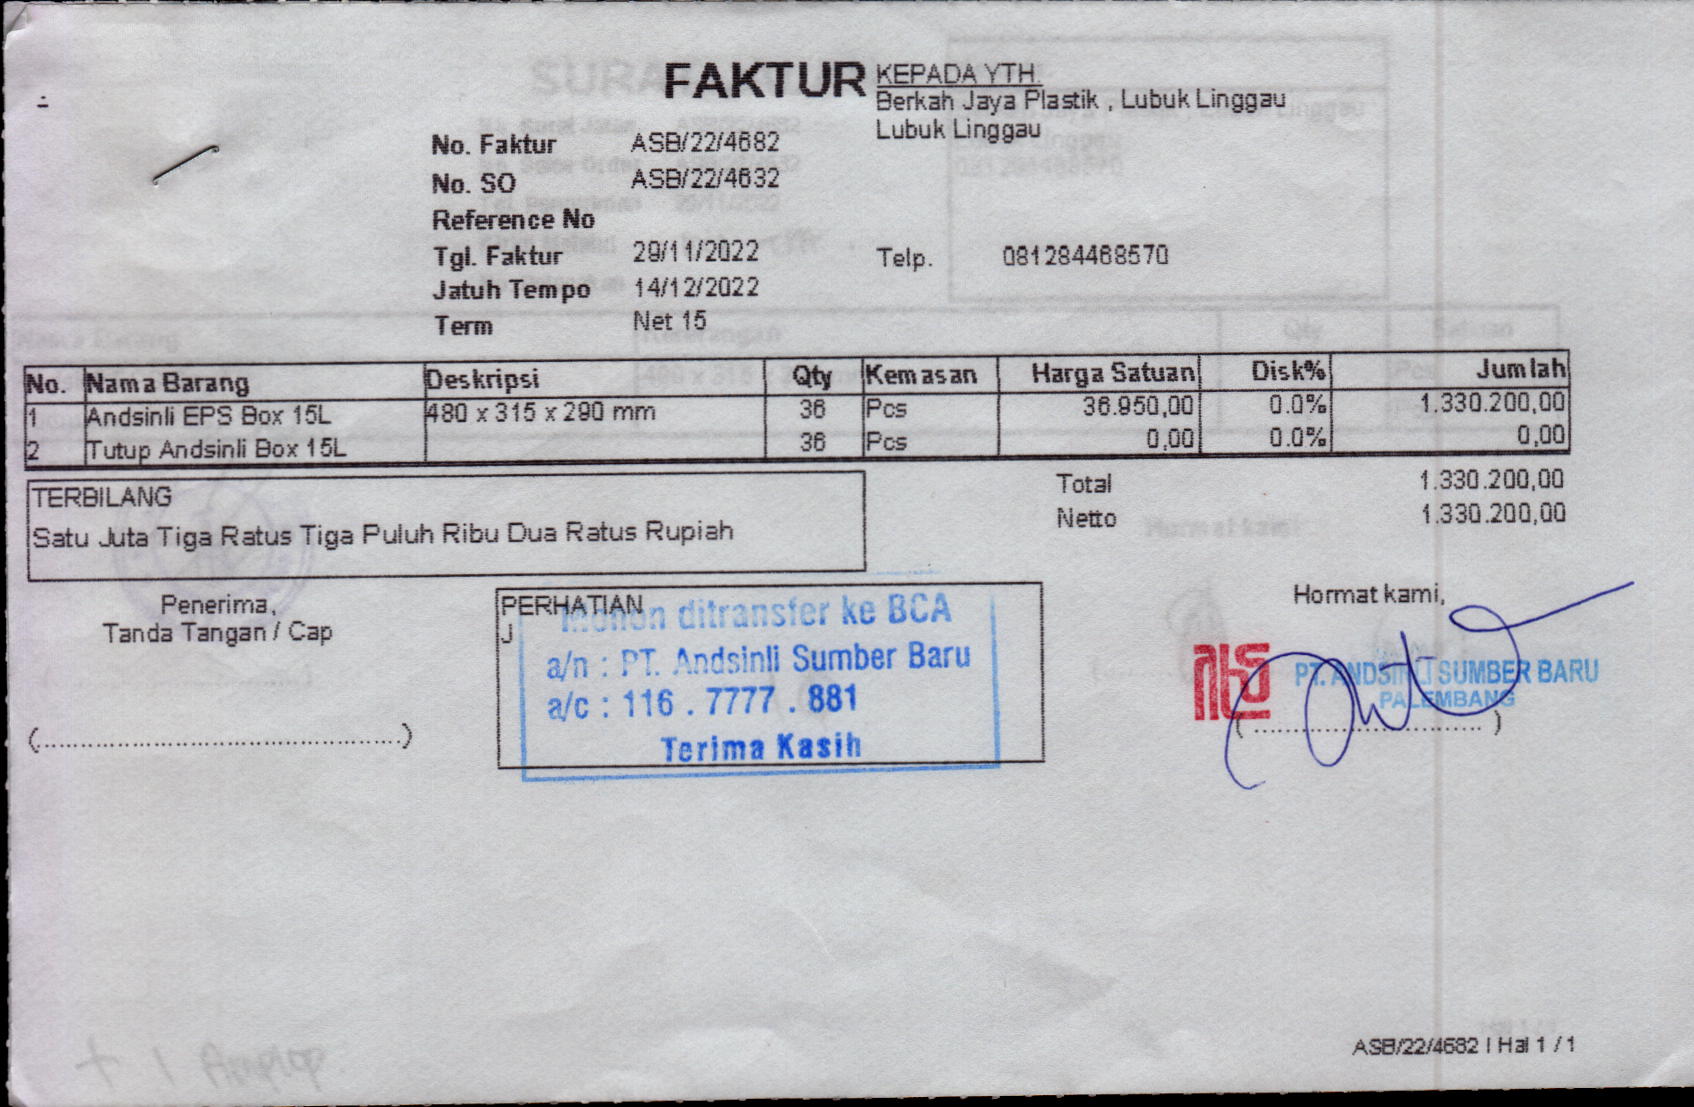 FAKTUR
KEPADA YTH.
Berkah Jaya Plastik , Lubuk Linggau
Lubuk Linggau
No. Faktur ASB/22/4682
No. SO ASB/22/4632
Reference No
Tgl. Faktur 29/11/2022
Telp. 081284468570
Jatuh Tempo 14/12/2022
Term Net 15
No. Nama Barang Deskripsi Qty Kemasan Harga Satuan Disk% Jumlah
1 Andsinli EPS Box 15L 480 x 315 x 290 mm 36 Pcs 36.950,00 0.0% 1.330.200,00
2 Tutup Andsinli Box 15L 36 Pcs 0,00 0.0% 0,00
Total 1.330.200,00
Netto 1.330.200,00
TERBILANG
Satu Juta Tiga Ratus Tiga Puluh Ribu Dua Ratus Rupiah
Penerima,
Tanda Tangan / Cap
(................................................)
PERHATIAN
J
Mohon ditransfer ke BCA
a/n : PT. Andsinli Sumber Baru
a/c : 116 . 7777 . 881
Terima Kasih
Hormat kami,
PT. ANDSINLI SUMBER BARU
PALEMBANG
(................................)
+ 1 Amplop
ASB/22/4682 | Hal 1 / 1